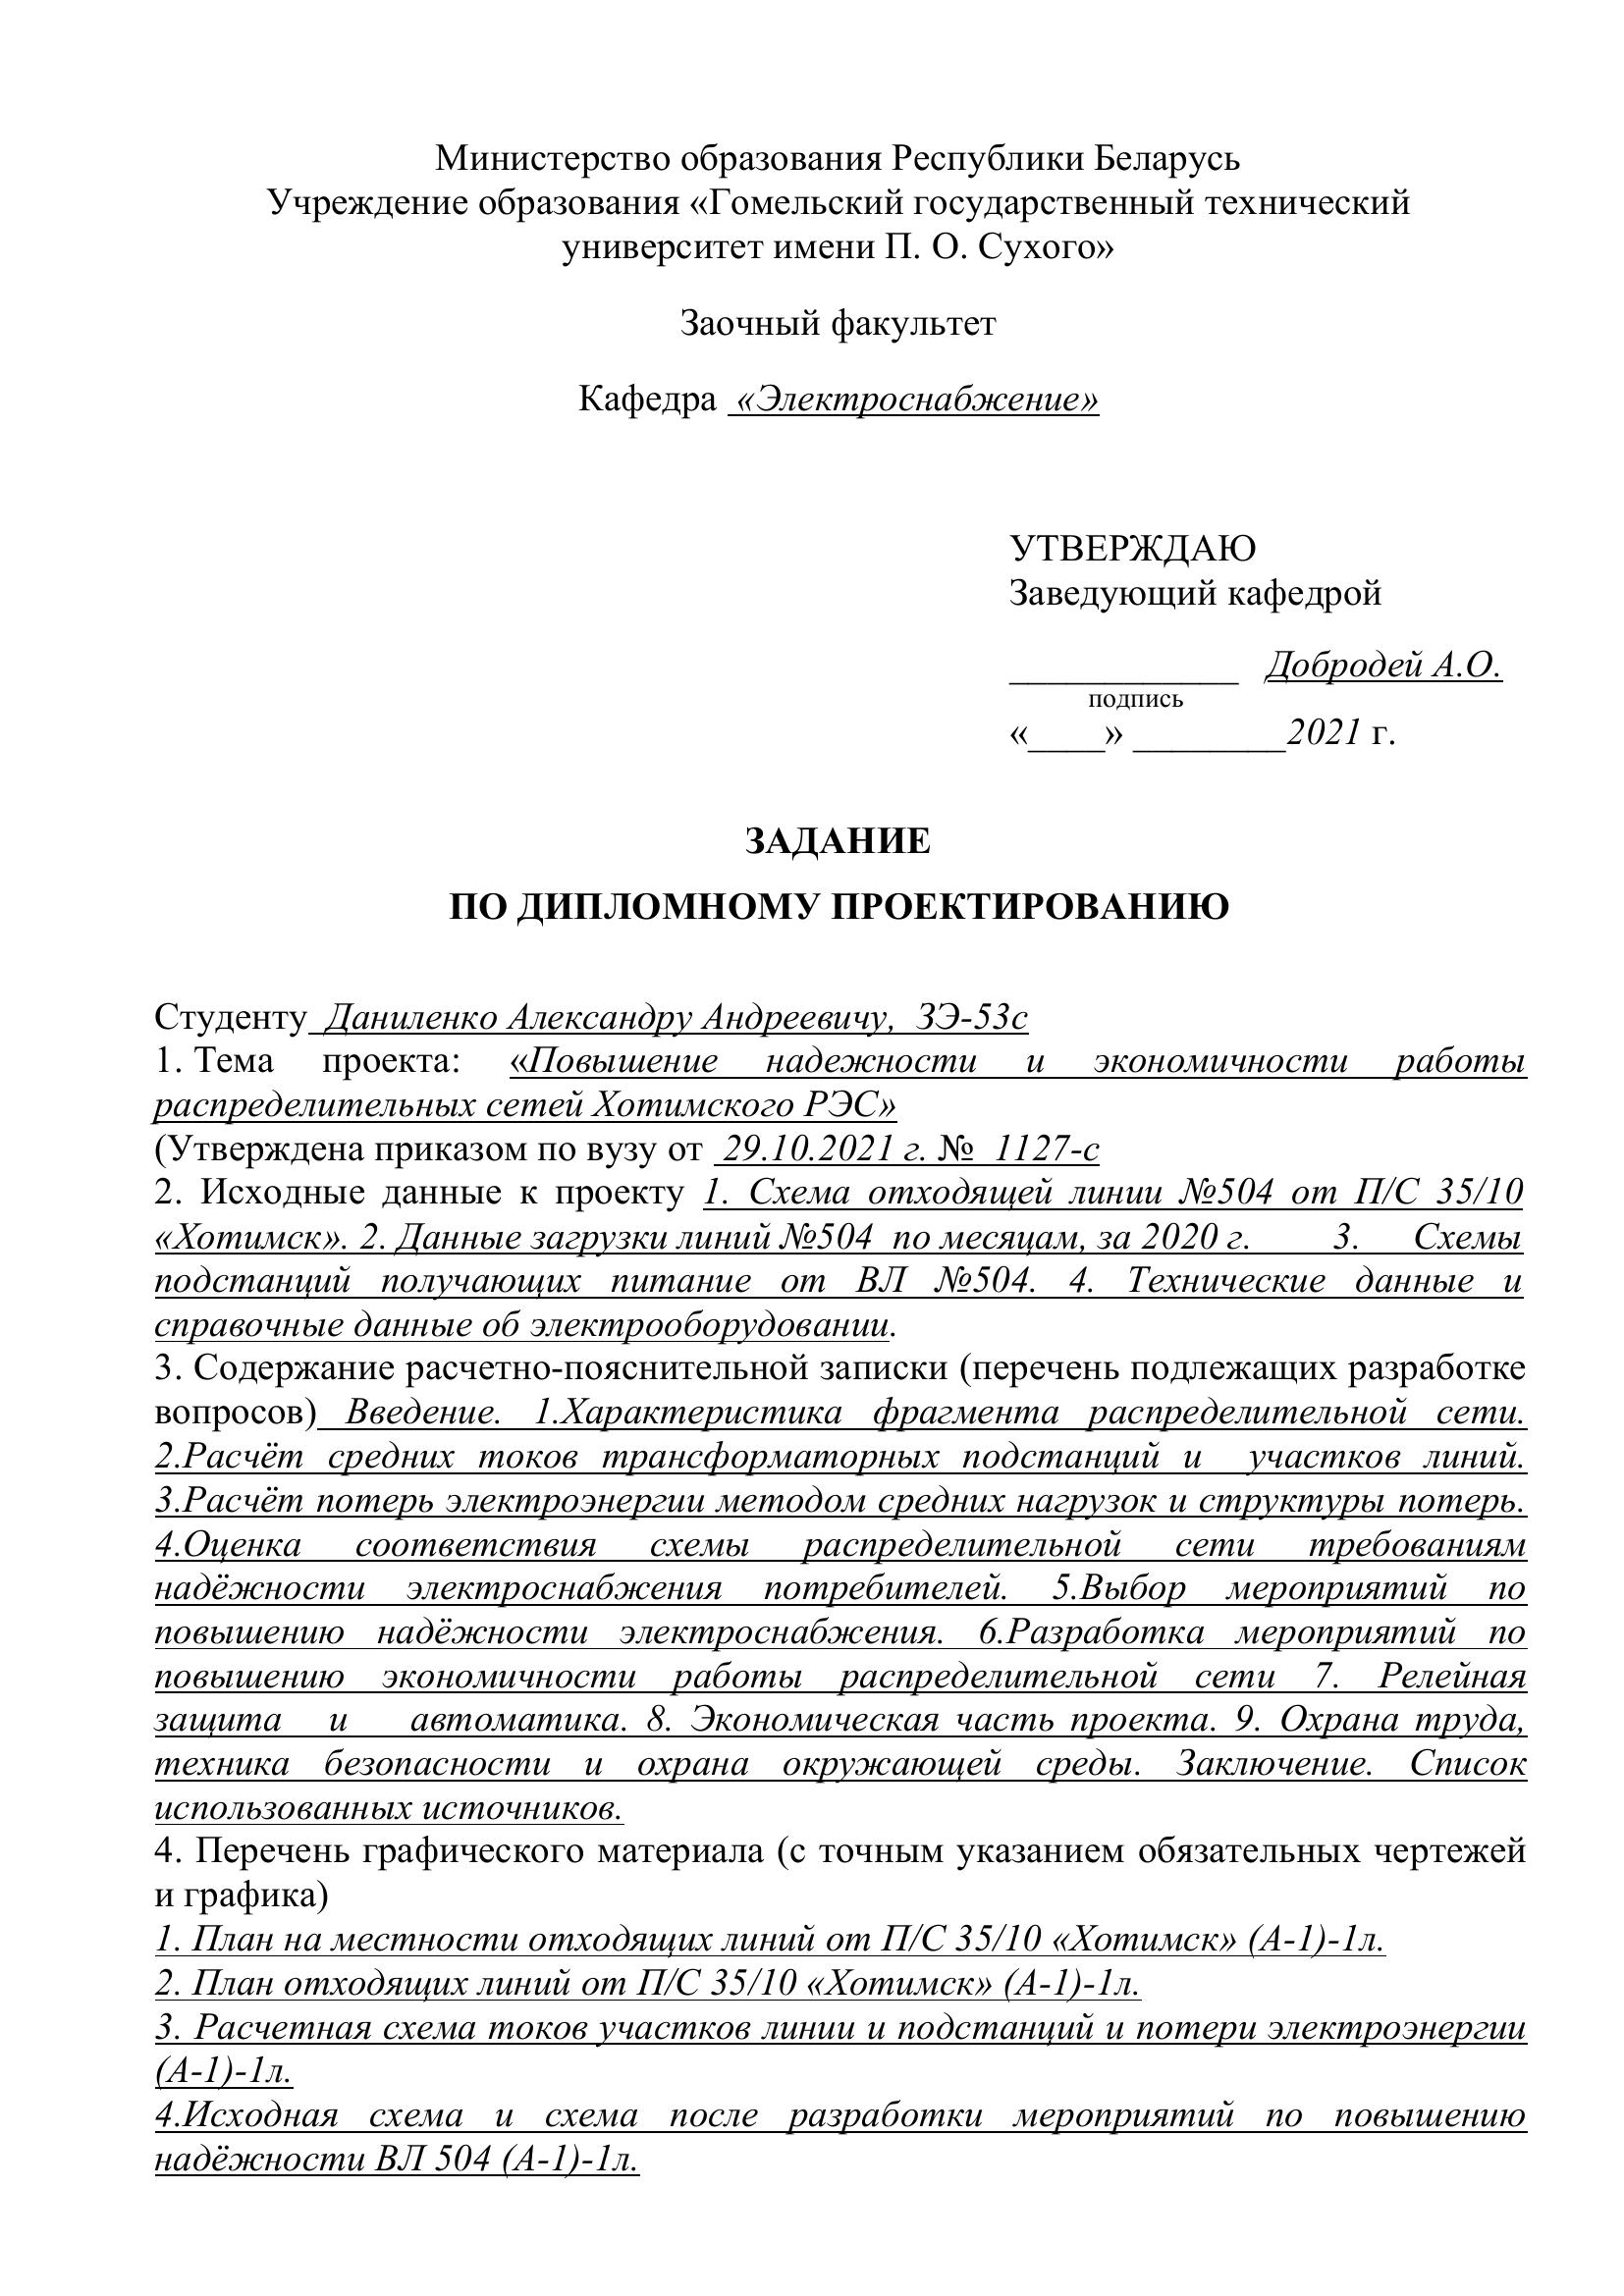 Министерство образования Республики Беларусь
Учреждение образования «Гомельский государственный технический
университет имени П. О. Сухого»
Заочный факультет
Кафедра «Электроснабжение»
УТВЕРЖДАЮ
Заведующий кафедрой
____________ Добродей А.О.
подпись
«____» ________2021 г.
ЗАДАНИЕ
ПО ДИПЛОМНОМУ ПРОЕКТИРОВАНИЮ
Студенту Даниленко Александру Андреевичу, ЗЭ-53с
1. Тема проекта: «Повышение надежности и экономичности работы
распределительных сетей Хотимского РЭС»
(Утверждена приказом по вузу от 29.10.2021 г. № 1127-с
2. Исходные данные к проекту 1. Схема отходящей линии №504 от П/С 35/10
«Хотимск». 2. Данные загрузки линий №504 по месяцам, за 2020 г. 3. Схемы
подстанций получающих питание от ВЛ №504. 4. Технические данные и
справочные данные об электрооборудовании.
3. Содержание расчетно-пояснительной записки (перечень подлежащих разработке
вопросов) Введение. 1.Характеристика фрагмента распределительной сети.
2.Расчёт средних токов трансформаторных подстанций и участков линий.
3.Расчёт потерь электроэнергии методом средних нагрузок и структуры потерь.
4.Оценка соответствия схемы распределительной сети требованиям
надёжности электроснабжения потребителей. 5.Выбор мероприятий по
повышению надёжности электроснабжения. 6.Разработка мероприятий по
повышению экономичности работы распределительной сети 7. Релейная
защита и автоматика. 8. Экономическая часть проекта. 9. Охрана труда,
техника безопасности и охрана окружающей среды. Заключение. Список
использованных источников.
4. Перечень графического материала (с точным указанием обязательных чертежей
и графика)
1. План на местности отходящих линий от П/С 35/10 «Хотимск» (А-1)-1л.
2. План отходящих линий от П/С 35/10 «Хотимск» (А-1)-1л.
3. Расчетная схема токов участков линии и подстанций и потери электроэнергии
(А-1)-1л.
4.Исходная схема и схема после разработки мероприятий по повышению
надёжности ВЛ 504 (А-1)-1л.